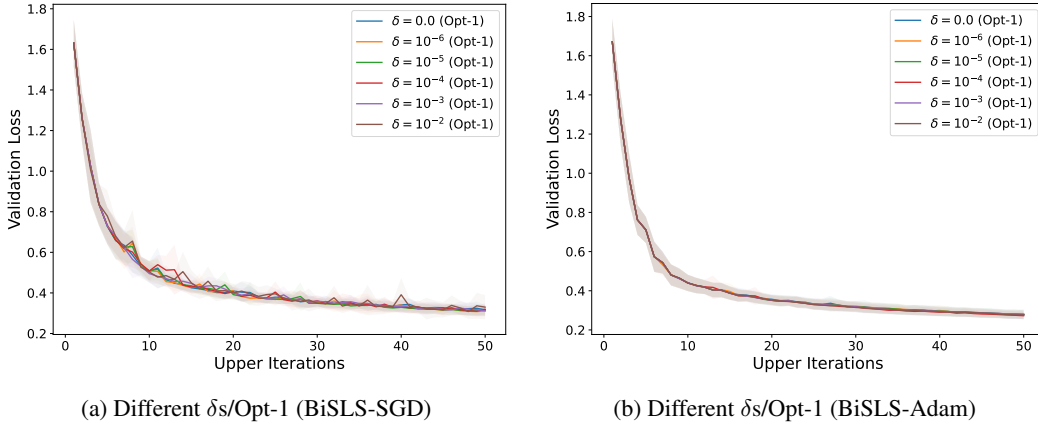 1.8
1.6
1.4
1.2
1.0
0.8
0.6
0.4
0.2
Validation Loss
0 10 20 30 40 50
Upper Iterations
δ = 0.0 (Opt-1)
δ = 10⁻⁶ (Opt-1)
δ = 10⁻⁵ (Opt-1)
δ = 10⁻⁴ (Opt-1)
δ = 10⁻³ (Opt-1)
δ = 10⁻² (Opt-1)
(a) Different δs/Opt-1 (BiSLS-SGD)
1.8
1.6
1.4
1.2
1.0
0.8
0.6
0.4
0.2
Validation Loss
0 10 20 30 40 50
Upper Iterations
δ = 0.0 (Opt-1)
δ = 10⁻⁶ (Opt-1)
δ = 10⁻⁵ (Opt-1)
δ = 10⁻⁴ (Opt-1)
δ = 10⁻³ (Opt-1)
δ = 10⁻² (Opt-1)
(b) Different δs/Opt-1 (BiSLS-Adam)